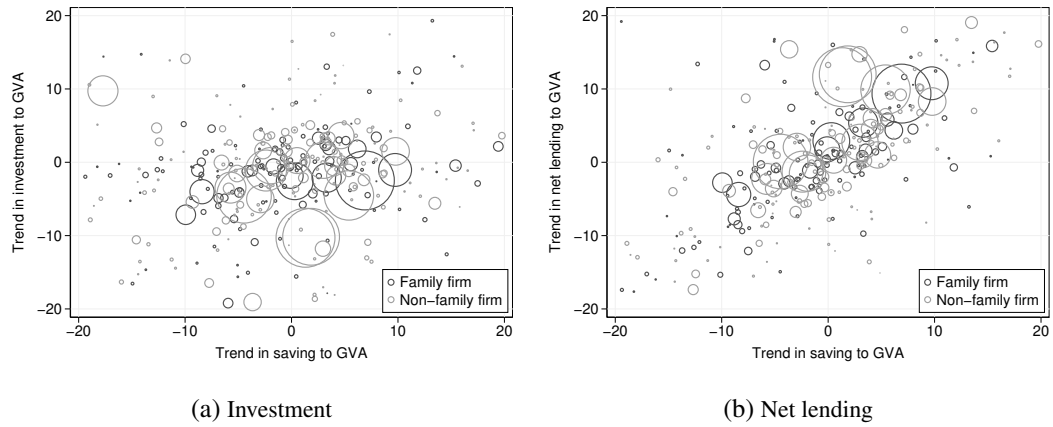 20
10
0
−10
−20
Trend in investment to GVA
−20 −10 0 10 20
Trend in saving to GVA
Family firm
Non−family firm
(a) Investment
20
10
0
−10
−20
Trend in net lending to GVA
−20 −10 0 10 20
Trend in saving to GVA
Family firm
Non−family firm
(b) Net lending